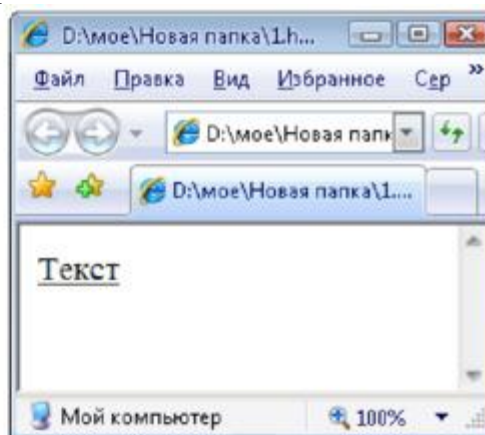 D:\мое\Новая папка\1.h...
Файл Правка Вид Избранное Сер »
D:\мое\Новая папк
D:\мое\Новая папка\1....
Текст
Мой компьютер 100%